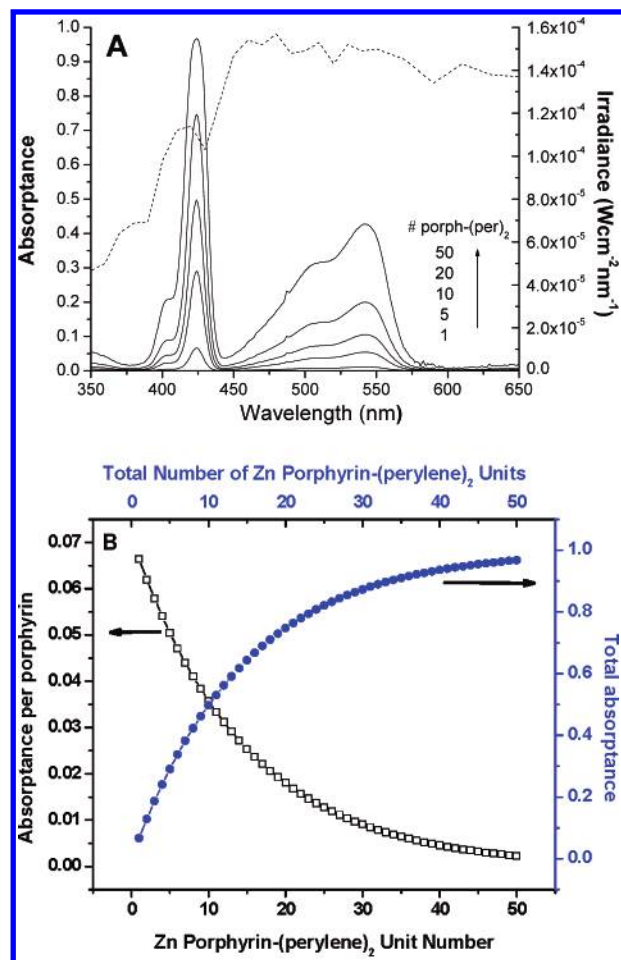 A
1.0
0.9
0.8
0.7
0.6
0.5
0.4
0.3
0.2
0.1
0.0
Absorptance
1.6x10⁻⁴
1.4x10⁻⁴
1.2x10⁻⁴
1.0x10⁻⁴
8.0x10⁻⁵
6.0x10⁻⁵
4.0x10⁻⁵
2.0x10⁻⁵
0.0
Irradiance (Wcm⁻²nm⁻¹)
# porph-(per)₂
50
20
10
5
1
350 400 450 500 550 600 650
Wavelength (nm)
Total Number of Zn Porphyrin-(perylene)₂ Units
0 10 20 30 40 50
B
0.07
0.06
0.05
0.04
0.03
0.02
0.01
0.00
Absorptance per porphyrin
1.0
0.8
0.6
0.4
0.2
0.0
Total absorptance
0 10 20 30 40 50
Zn Porphyrin-(perylene)₂ Unit Number